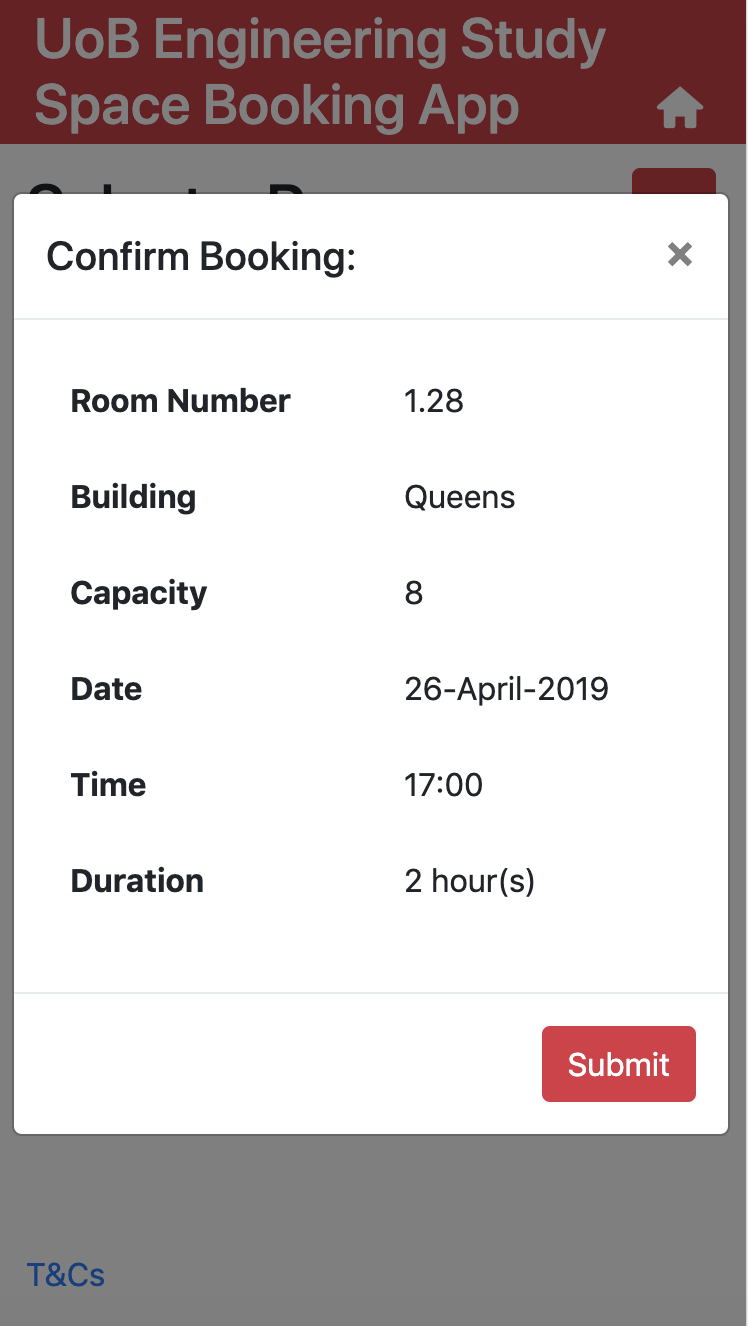 UoB Engineering Study
Space Booking App
Confirm Booking:
Room Number 1.28
Building Queens
Capacity 8
Date 26-April-2019
Time 17:00
Duration 2 hour(s)
Submit
T&Cs